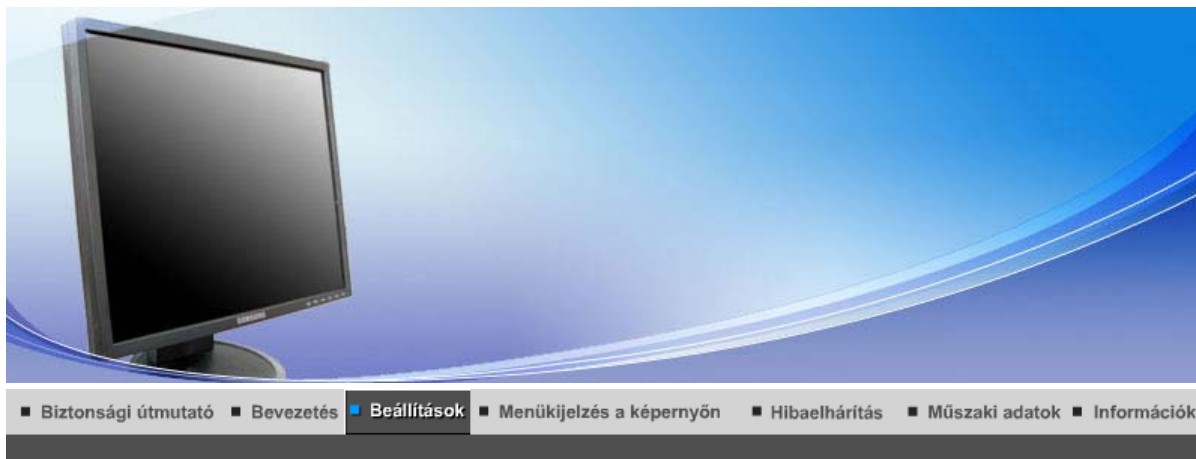 SAMSUNG
Biztonsági útmutató Bevezetés Beállítások Menükijelzés a képernyőn Hibaelhárítás Műszaki adatok Információk